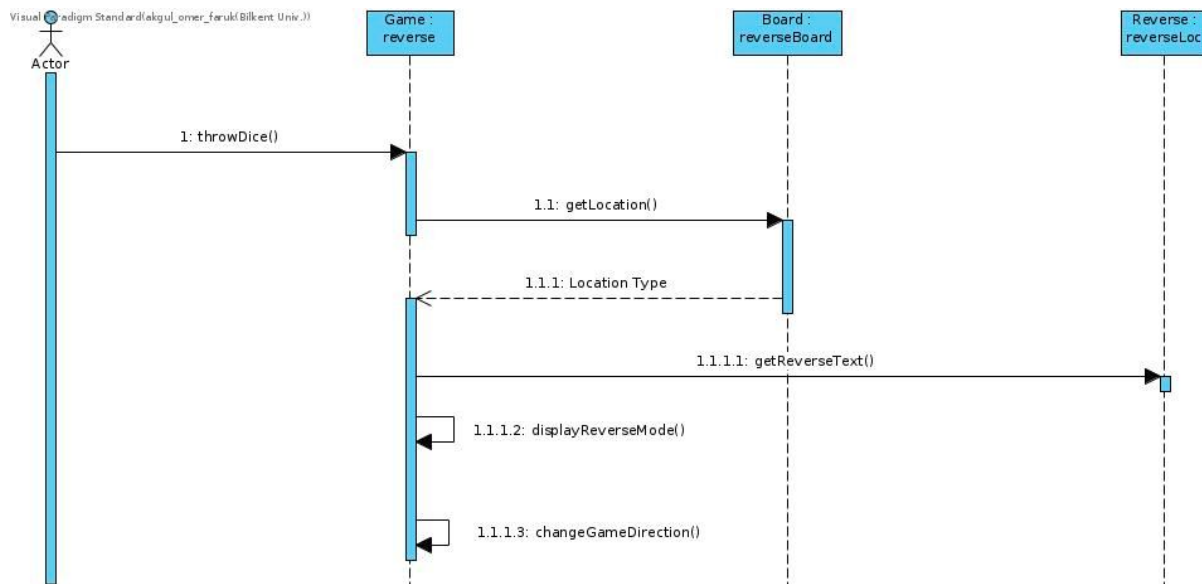 Visual Paradigm Standard(akgul_omer_faruk(Bilkent Univ.))
Actor
Game :
reverse
Board :
reverseBoard
Reverse :
reverseLoc
1: throwDice()
1.1: getLocation()
1.1.1: Location Type
1.1.1.1: getReverseText()
1.1.1.2: displayReverseMode()
1.1.1.3: changeGameDirection()